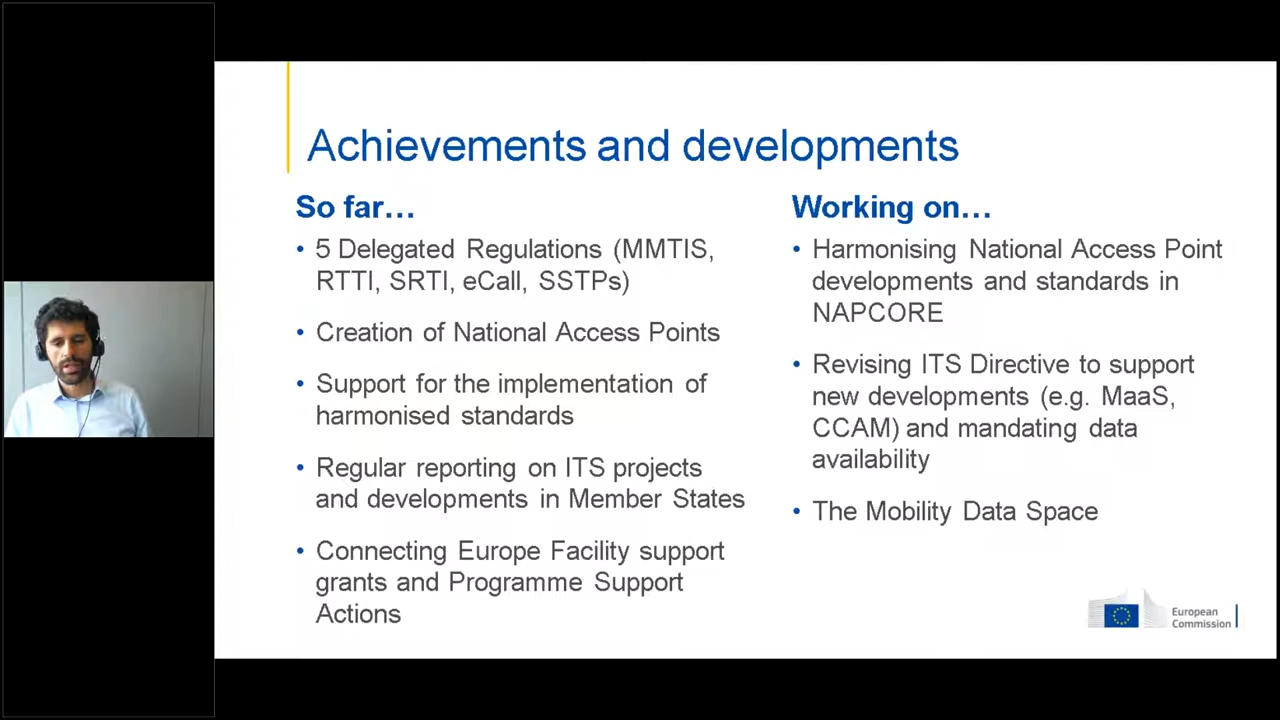 Achievements and developments
So far...
• 5 Delegated Regulations (MMTIS,
RTTI, SRTI, eCall, SSTPs)
• Creation of National Access Points
• Support for the implementation of
harmonised standards
• Regular reporting on ITS projects
and developments in Member States
• Connecting Europe Facility support
grants and Programme Support
Actions
Working on...
• Harmonising National Access Point
developments and standards in
NAPCORE
• Revising ITS Directive to support
new developments (e.g. MaaS,
CCAM) and mandating data
availability
• The Mobility Data Space
European
Commission